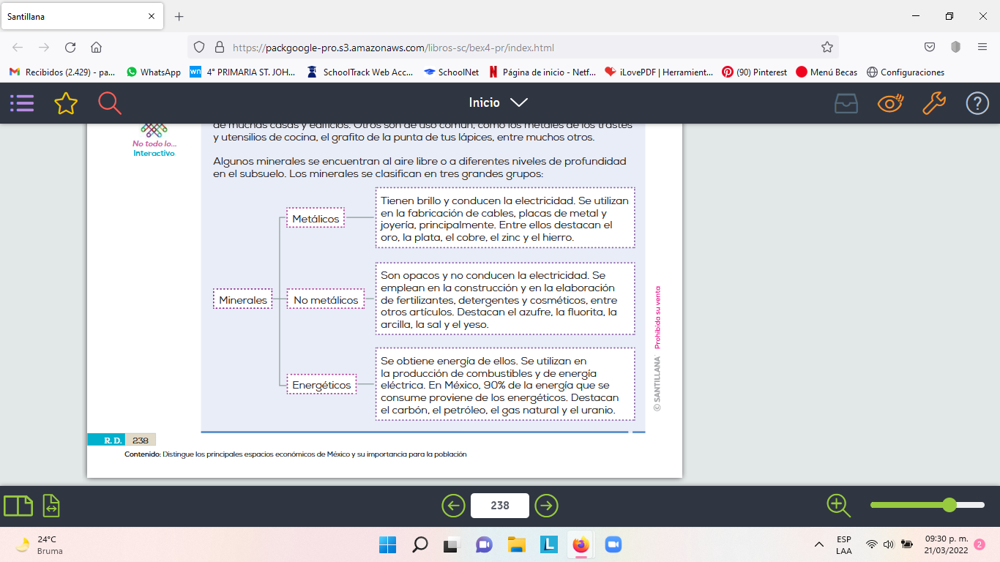 Santillana
https://packgoogle-pro.s3.amazonaws.com/libros-sc/bex4-pr/index.html
Recibidos (2.429) - pa...
WhatsApp
4° PRIMARIA ST. JOH...
SchoolTrack Web Acc...
SchoolNet
Página de inicio - Netf...
iLovePDF | Herramient...
(90) Pinterest
Menú Becas
Configuraciones
Inicio
No todo lo...
Interactivo
de muchas casas y edificios. Otros son de uso común, como los metales de los trastes
y utensilios de cocina, el grafito de la punta de tus lápices, entre muchos otros.
Algunos minerales se encuentran al aire libre o a diferentes niveles de profundidad
en el subsuelo. Los minerales se clasifican en tres grandes grupos:
Minerales
Metálicos
Tienen brillo y conducen la electricidad. Se utilizan
en la fabricación de cables, placas de metal y
joyería, principalmente. Entre ellos destacan el
oro, la plata, el cobre, el zinc y el hierro.
No metálicos
Son opacos y no conducen la electricidad. Se
emplean en la construcción y en la elaboración
de fertilizantes, detergentes y cosméticos, entre
otros artículos. Destacan el azufre, la fluorita, la
arcilla, la sal y el yeso.
Energéticos
Se obtiene energía de ellos. Se utilizan en
la producción de combustibles y de energía
eléctrica. En México, 90% de la energía que se
consume proviene de los energéticos. Destacan
el carbón, el petróleo, el gas natural y el uranio.
© SANTILLANA Prohibida su venta
R. D. 238
Contenido: Distingue los principales espacios económicos de México y su importancia para la población
238
24°C
Bruma
ESP
LAA
09:30 p. m.
21/03/2022
2